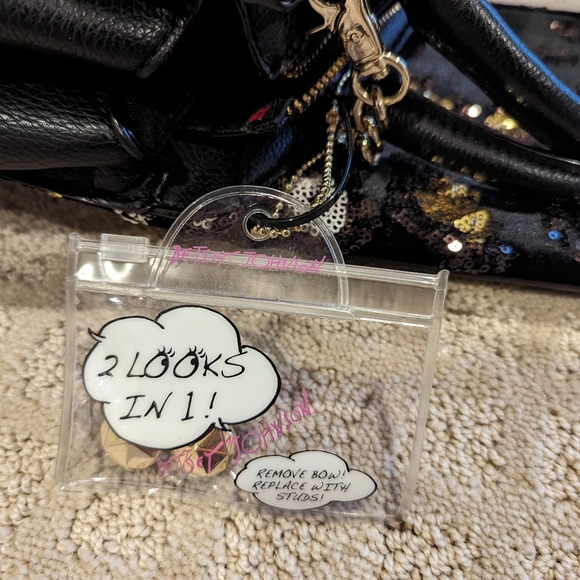 BETSEY JOHNSON
2 LOOKS
IN 1!
BETSEY JOHNSON
REMOVE BOW!
REPLACE WITH
STUDS!